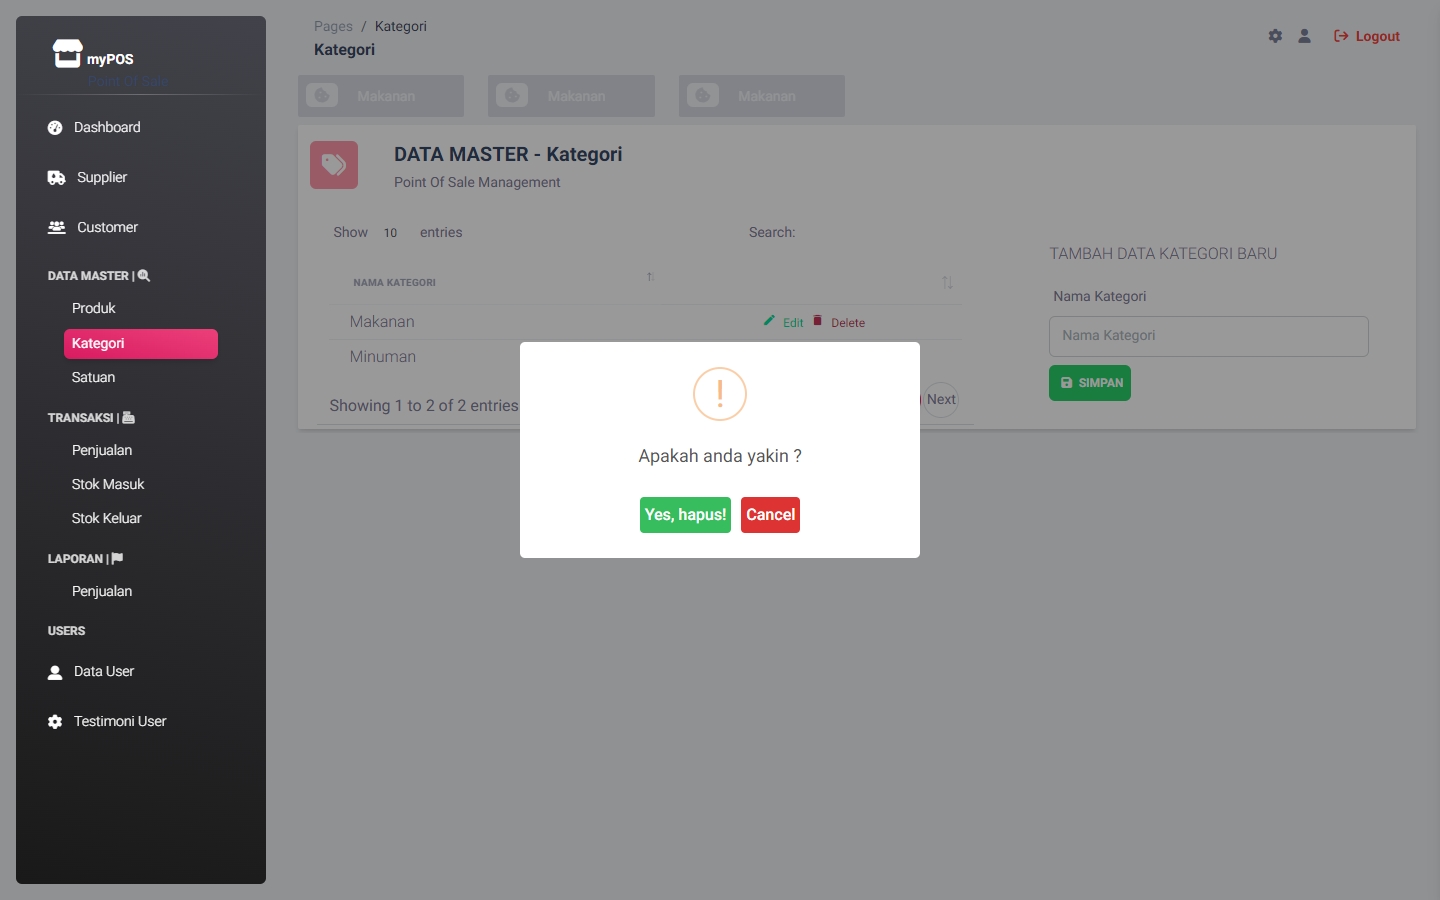 myPOS
Point Of Sale
Dashboard
Supplier
Customer
DATA MASTER |
Produk
Kategori
Satuan
TRANSAKSI |
Penjualan
Stok Masuk
Stok Keluar
LAPORAN |
Penjualan
USERS
Data User
Testimoni User
Pages / Kategori
Kategori
Logout
Makanan Makanan Makanan
DATA MASTER - Kategori
Point Of Sale Management
Show 10 entries Search:
NAMA KATEGORI
Makanan Edit Delete
Minuman
Showing 1 to 2 of 2 entries Next
TAMBAH DATA KATEGORI BARU
Nama Kategori
Nama Kategori
SIMPAN
!
Apakah anda yakin ?
Yes, hapus! Cancel